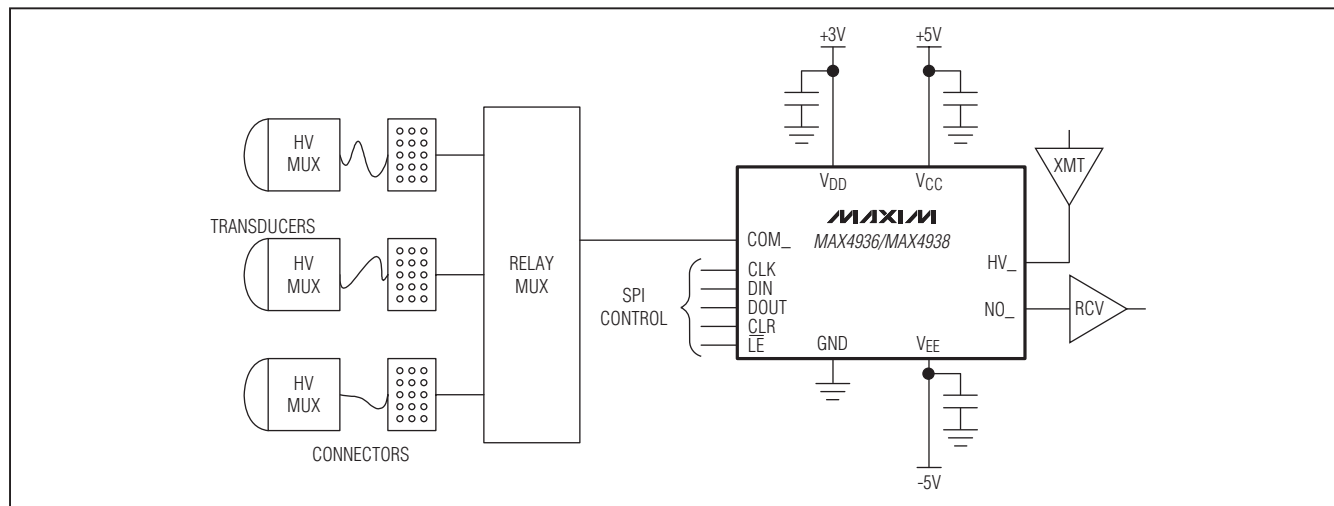 +3V
+5V
HV
MUX
TRANSDUCERS
HV
MUX
HV
MUX
CONNECTORS
RELAY
MUX
SPI
CONTROL
VDD
VCC
MAXIM
MAX4936/MAX4938
COM_
CLK
DIN
DOUT
CLR
LE
GND
VEE
HV_
NO_
XMT
RCV
-5V